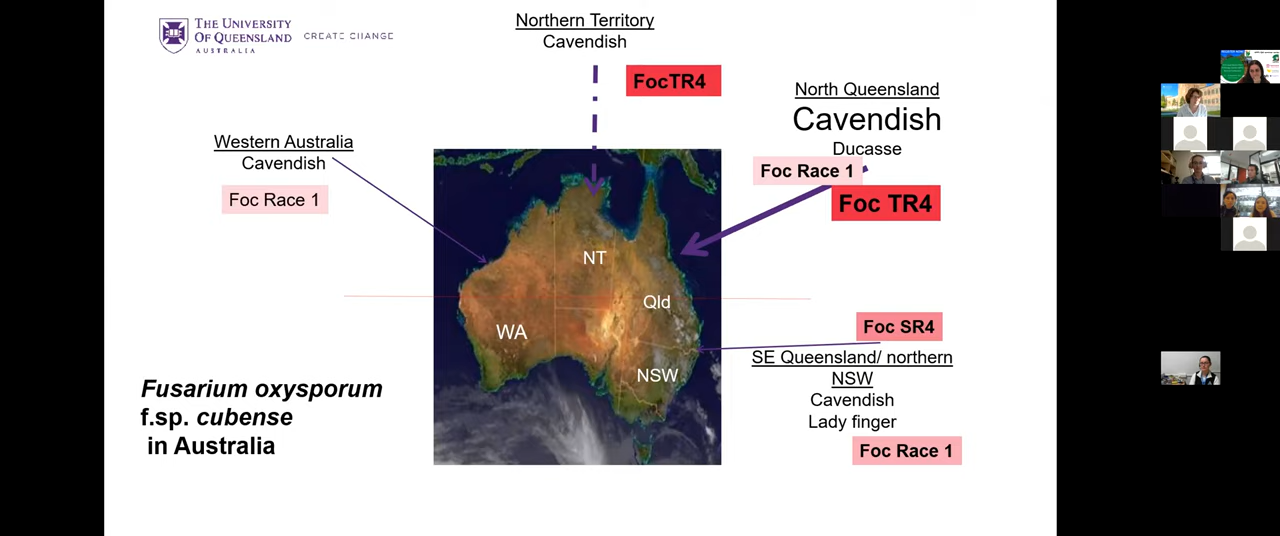 THE UNIVERSITY
OF QUEENSLAND
AUSTRALIA
CREATE CHANGE
Northern Territory
Cavendish
FocTR4
North Queensland
Cavendish
Ducasse
Foc Race 1
Foc TR4
Western Australia
Cavendish
Foc Race 1
NT
Qld
WA
NSW
Foc SR4
SE Queensland/ northern
NSW
Cavendish
Lady finger
Foc Race 1
Fusarium oxysporum
f.sp. cubense
in Australia